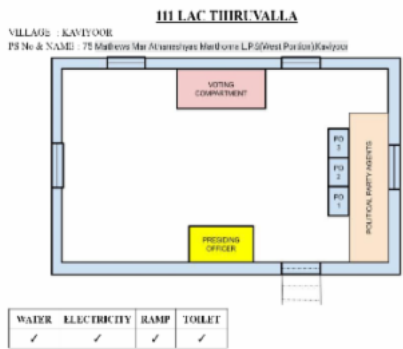 111 LAC THIRUVALLA
VILLAGE : KAVIYOOR
PS No & NAME : 75 Mathews Mar Athanashyas Marthoma L.P.S(West Portion)Kaviyoor
VOTING
COMPARTMENT
PO
3
PO
2
PO
1
POLITICAL PARTY AGENTS
PRESIDING
OFFICER
WATER ELECTRICITY RAMP TOILET
✓ ✓ ✓ ✓